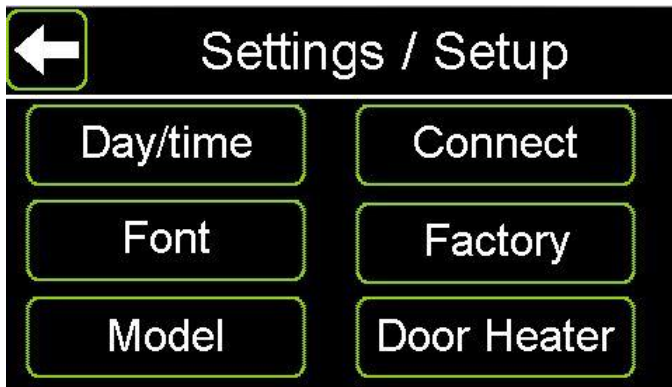 Settings / Setup
Day/time
Connect
Font
Factory
Model
Door Heater